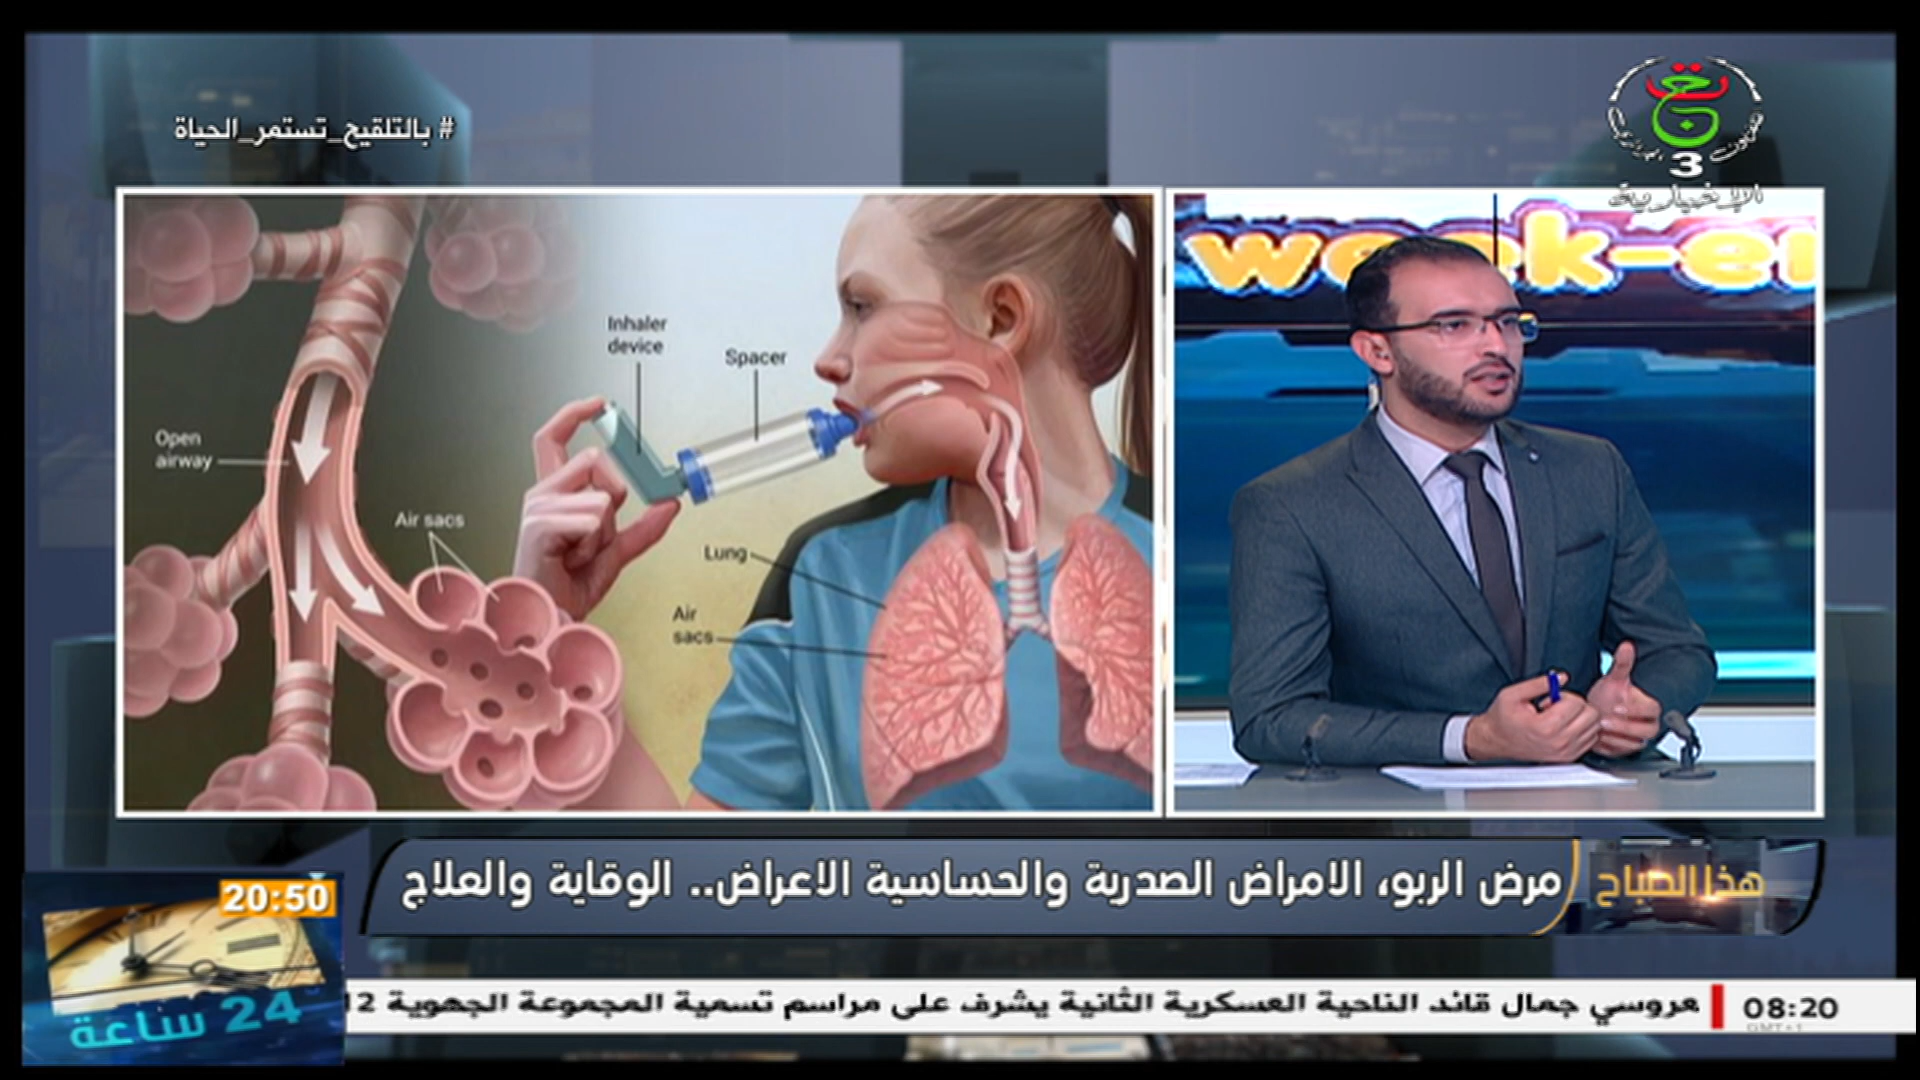 # بالتلقيح_تستمر_الحياة
3
الإخبارية
week-e
Inhaler
device
Spacer
Open
airway
Air sacs
Lung
Air
sacs
هذا الصباح
مرض الربو، الامراض الصدرية والحساسية الاعراض.. الوقاية والعلاج
20:50
24 ساعة
08:20
GMT+1
عروسي جمال قائد الناحية العسكرية الثانية يشرف على مراسم تسمية المجموعة الجهوية 12